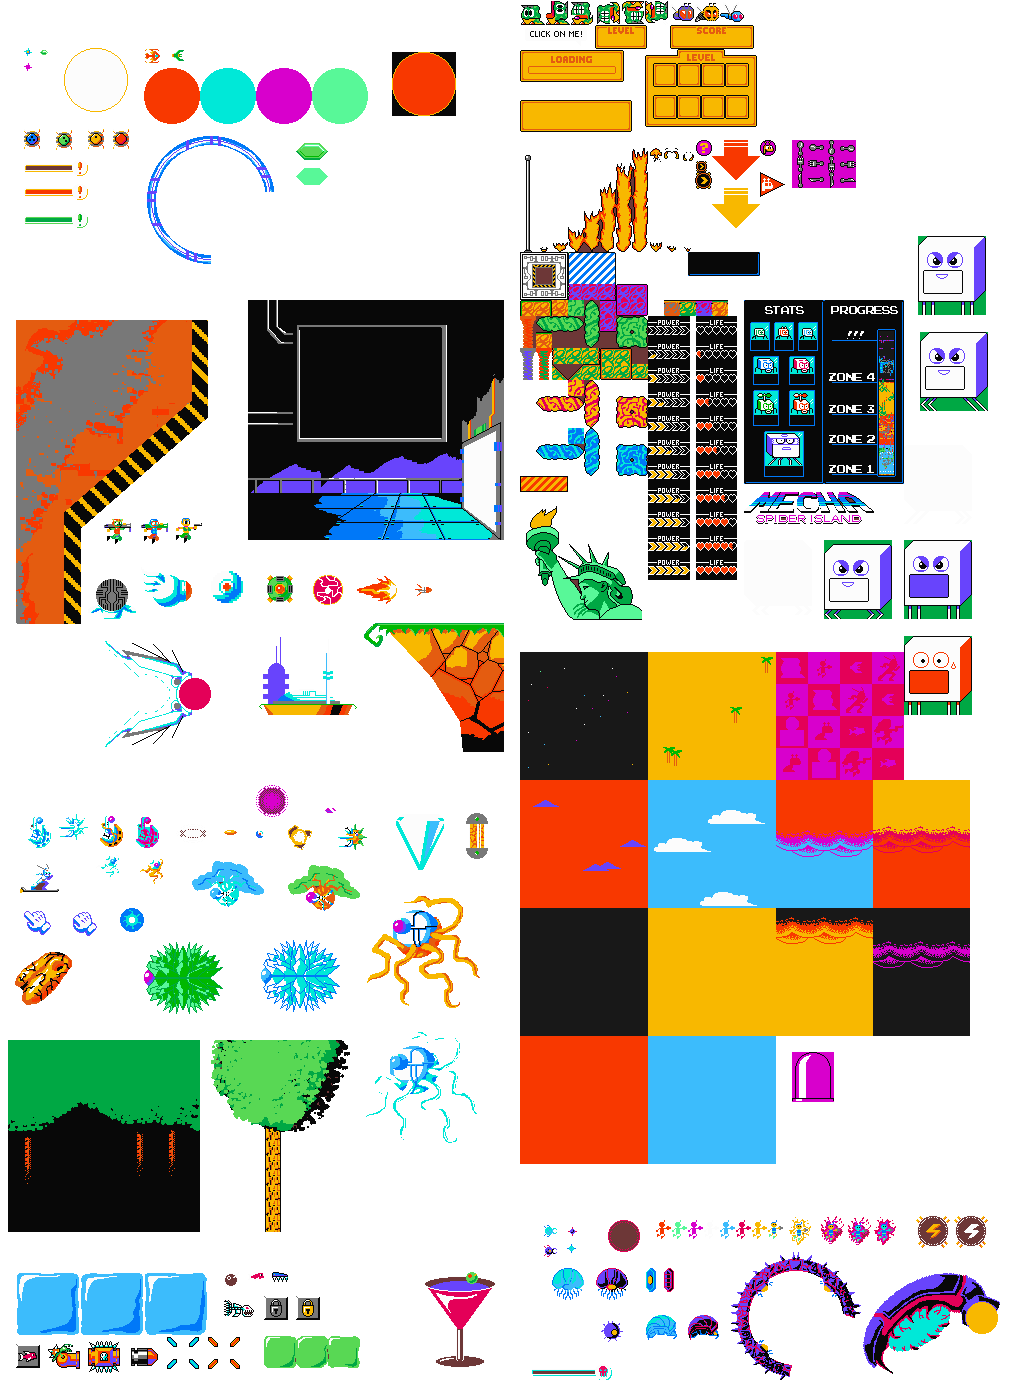 CLICK ON ME!
LEVEL
SCORE
LOADING
LEVEL
?
STATS
PROGRESS
???
ZONE 4
ZONE 3
ZONE 2
ZONE 1
POWER LIFE
POWER LIFE
POWER LIFE
POWER LIFE
POWER LIFE
POWER LIFE
POWER LIFE
POWER LIFE
POWER LIFE
POWER LIFE
POWER LIFE
MECHA
SPIDER ISLAND